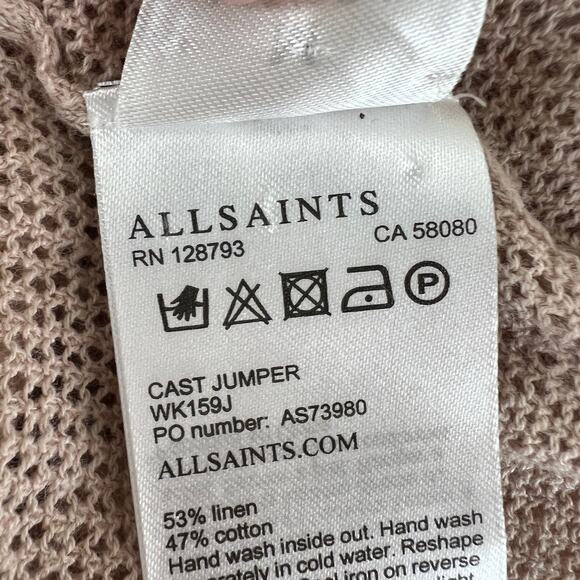 ALLSAINTS
RN 128793 CA 58080
P
CAST JUMPER
WK159J
PO number: AS73980
ALLSAINTS.COM
53% linen
47% cotton
Hand wash inside out. Hand wash
in cold water. Reshape
iron on reverse